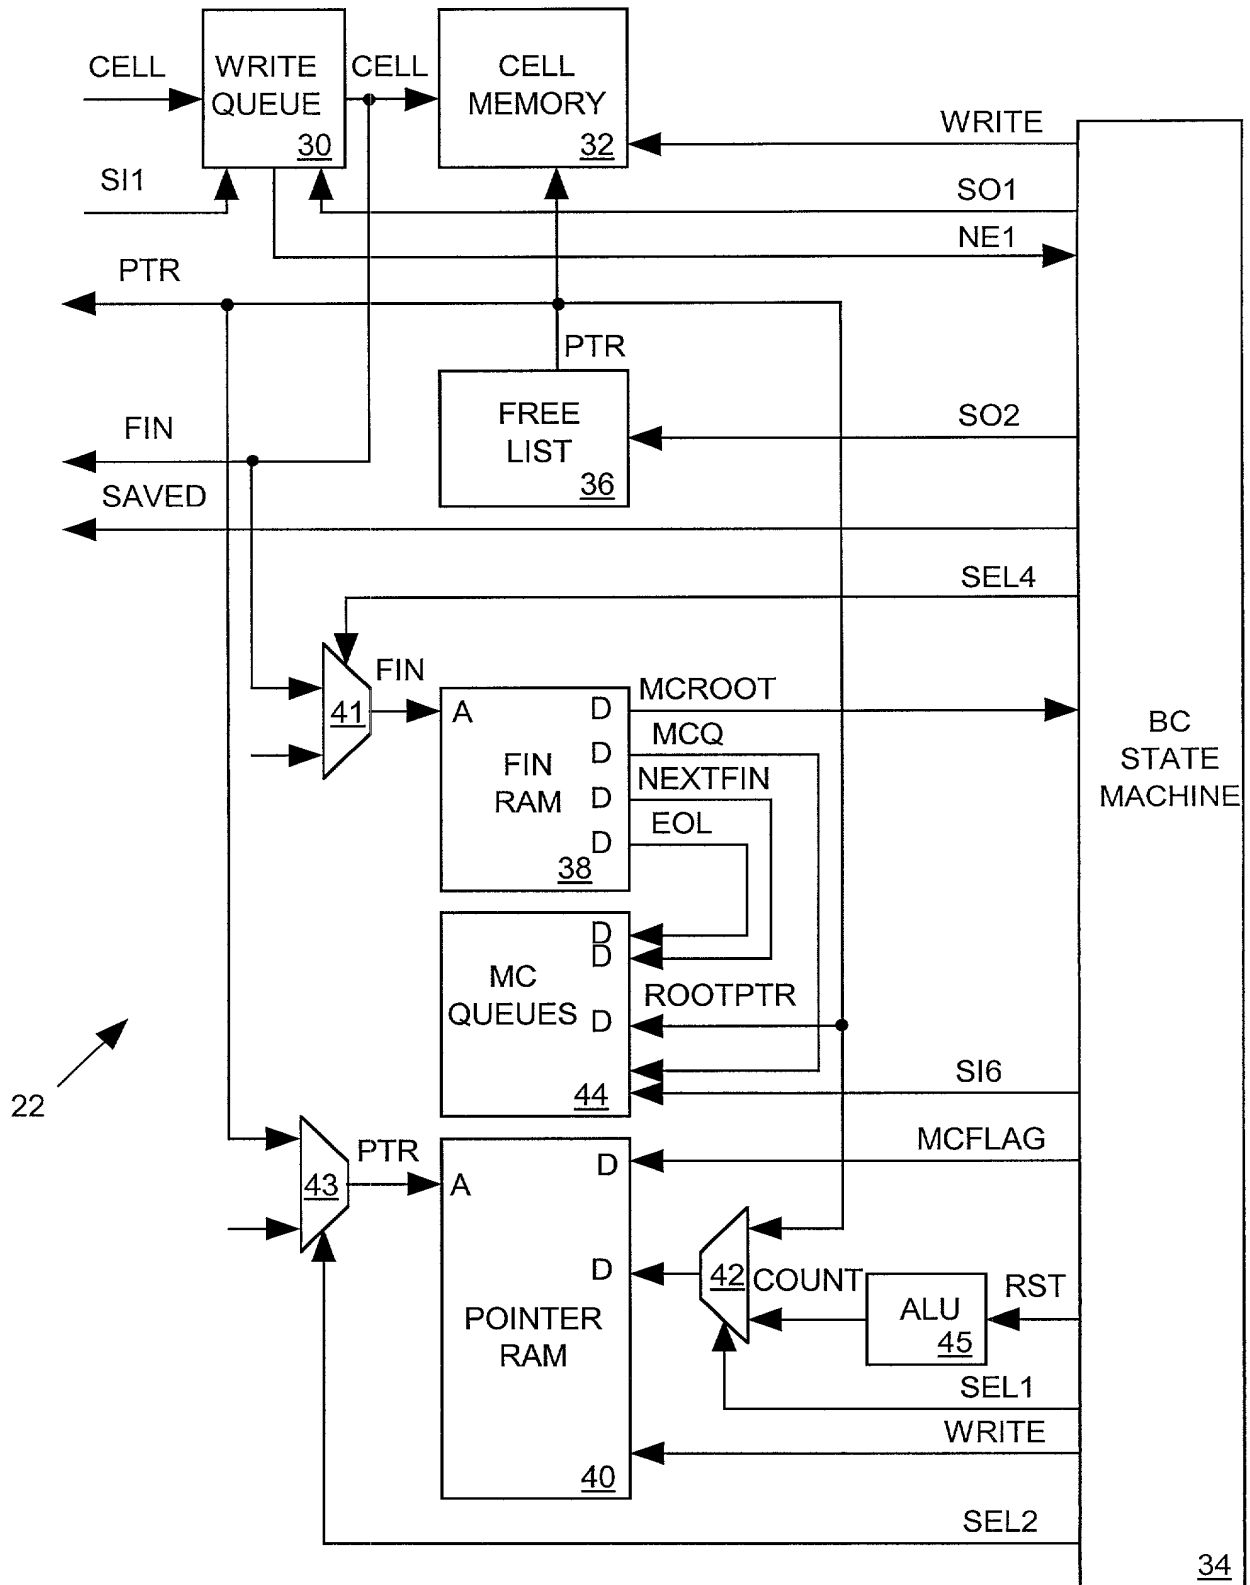 CELL
WRITE
QUEUE
30
CELL
CELL
MEMORY
32
WRITE
SI1
SO1
NE1
PTR
PTR
FREE
LIST
36
SO2
FIN
SAVED
SEL4
41
FIN
A
FIN
RAM
38
D
D
D
D
MCROOT
MCQ
NEXTFIN
EOL
BC
STATE
MACHINE
MC
QUEUES
44
D
D
D
ROOTPTR
SI6
22
43
PTR
A
D
D
POINTER
RAM
40
MCFLAG
42
COUNT
ALU
45
RST
SEL1
WRITE
SEL2
34